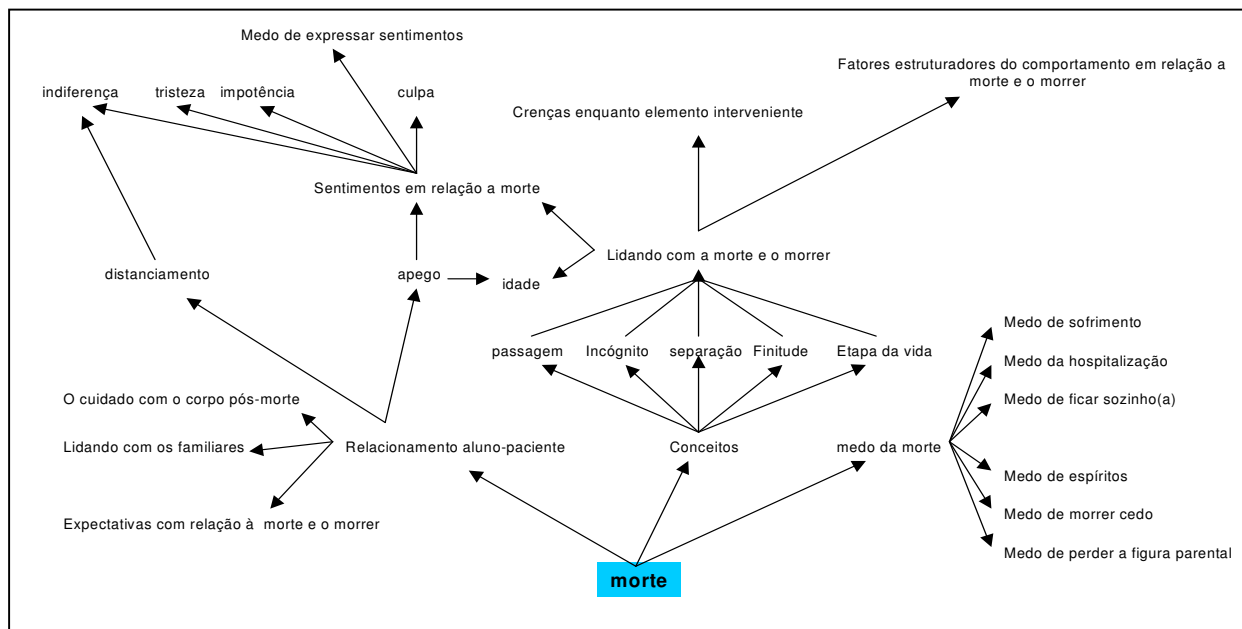 Medo de expressar sentimentos
Fatores estruturadores do comportamento em relação a
morte e o morrer
indiferença
tristeza
impotência
culpa
Crenças enquanto elemento interveniente
Sentimentos em relação a morte
Lidando com a morte e o morrer
distanciamento
apego
idade
Medo de sofrimento
passagem
Incógnito
separação
Finitude
Etapa da vida
Medo da hospitalização
O cuidado com o corpo pós-morte
Medo de ficar sozinho(a)
Lidando com os familiares
Relacionamento aluno-paciente
Conceitos
medo da morte
Medo de espíritos
Medo de morrer cedo
Expectativas com relação à morte e o morrer
Medo de perder a figura parental
morte